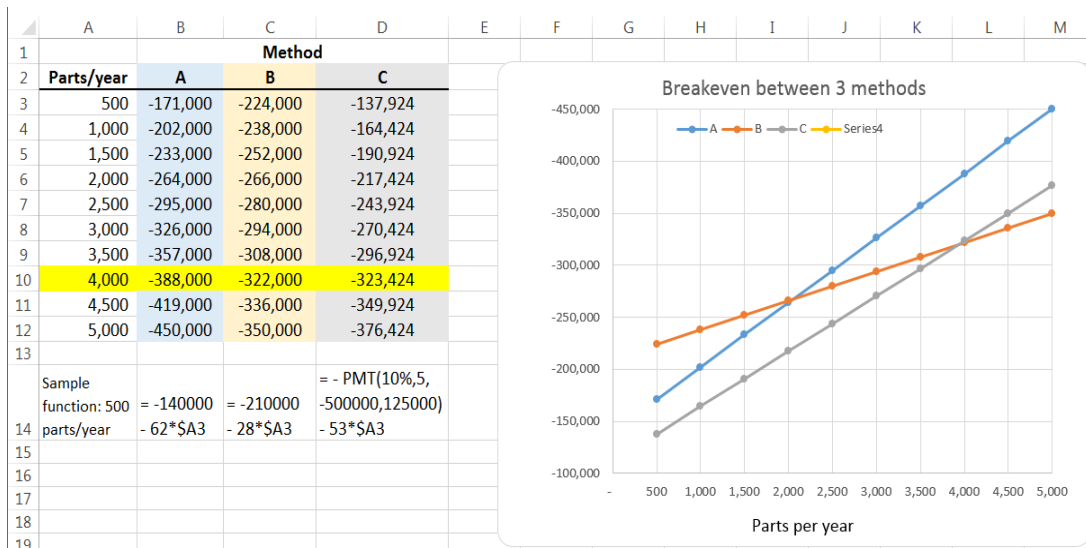 A B C D E F G H I J K L M
1 Method
2 Parts/year A B C
3 500 -171,000 -224,000 -137,924
4 1,000 -202,000 -238,000 -164,424
5 1,500 -233,000 -252,000 -190,924
6 2,000 -264,000 -266,000 -217,424
7 2,500 -295,000 -280,000 -243,924
8 3,000 -326,000 -294,000 -270,424
9 3,500 -357,000 -308,000 -296,924
10 4,000 -388,000 -322,000 -323,424
11 4,500 -419,000 -336,000 -349,924
12 5,000 -450,000 -350,000 -376,424
13
Sample = - PMT(10%,5,
function: 500 = -140000 = -210000 -500000,125000)
14 parts/year - 62*$A3 - 28*$A3 - 53*$A3
15
16
17
18
19
Breakeven between 3 methods
A B C Series4
-450,000
-400,000
-350,000
-300,000
-250,000
-200,000
-150,000
-100,000
- 500 1,000 1,500 2,000 2,500 3,000 3,500 4,000 4,500 5,000
Parts per year